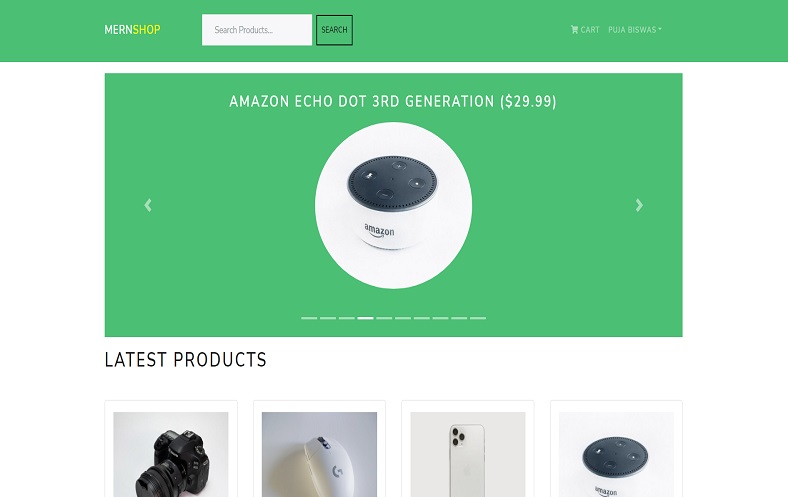 MERNSHOP
Search Products...
SEARCH
CART
PUJA BISWAS
AMAZON ECHO DOT 3RD GENERATION ($29.99)
amazon
LATEST PRODUCTS
amazon